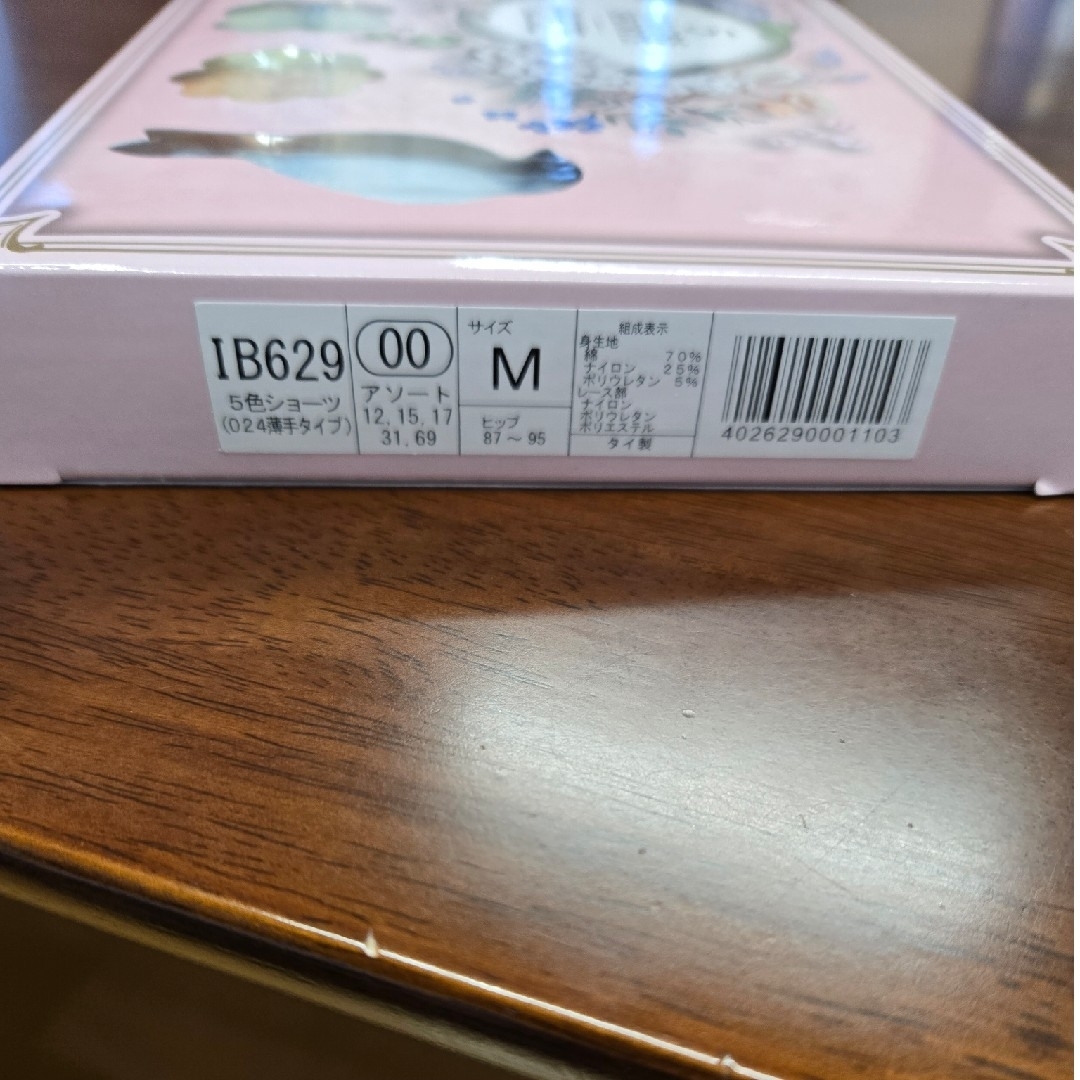 IB629
5色ショーツ
(024薄手タイプ)
00
アソート
12, 15, 17
31, 69
サイズ
M
ヒップ
87～95
組成表示
身生地
綿 70%
ナイロン 25%
ポリウレタン 5%
レース部
ナイロン
ポリウレタン
ポリエステル
タイ製
4026290001103